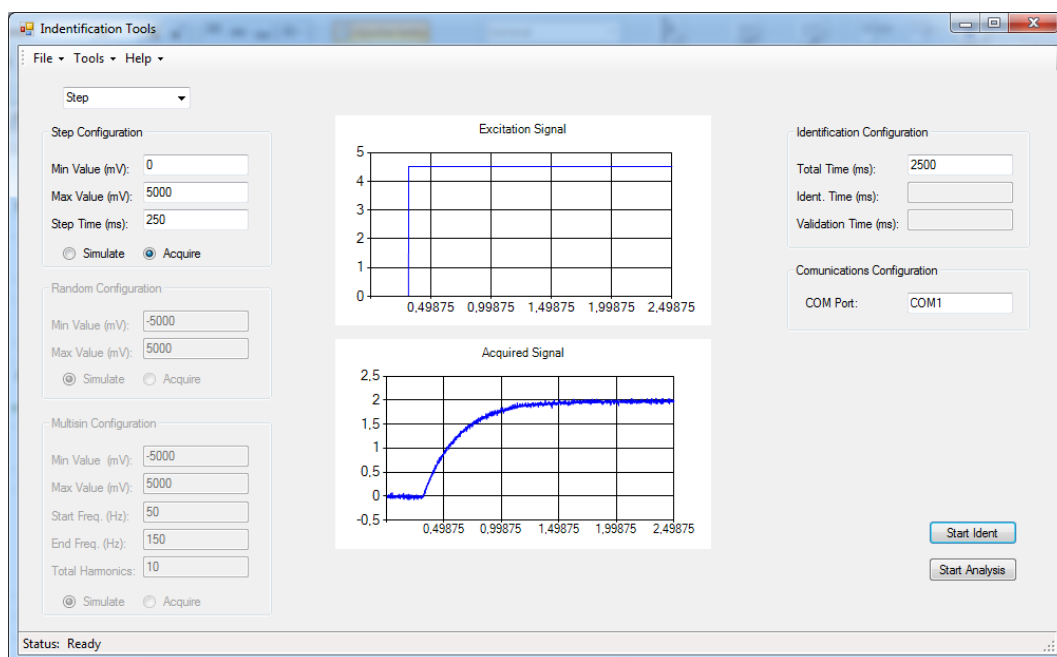 Indentification Tools
File Tools Help
Step
Step Configuration
Min Value (mV): 0
Max Value (mV): 5000
Step Time (ms): 250
Simulate Acquire
Random Configuration
Min Value (mV): -5000
Max Value (mV): 5000
Simulate Acquire
Multisin Configuration
Min Value (mV): -5000
Max Value (mV): 5000
Start Freq. (Hz): 50
End Freq. (Hz): 150
Total Harmonics: 10
Simulate Acquire
Excitation Signal
5
4
3
2
1
0
0,49875 0,99875 1,49875 1,99875 2,49875
Acquired Signal
2,5
2
1,5
1
0,5
0
-0,5
0,49875 0,99875 1,49875 1,99875 2,49875
Identification Configuration
Total Time (ms): 2500
Ident. Time (ms):
Validation Time (ms):
Comunications Configuration
COM Port: COM1
Start Ident
Start Analysis
Status: Ready